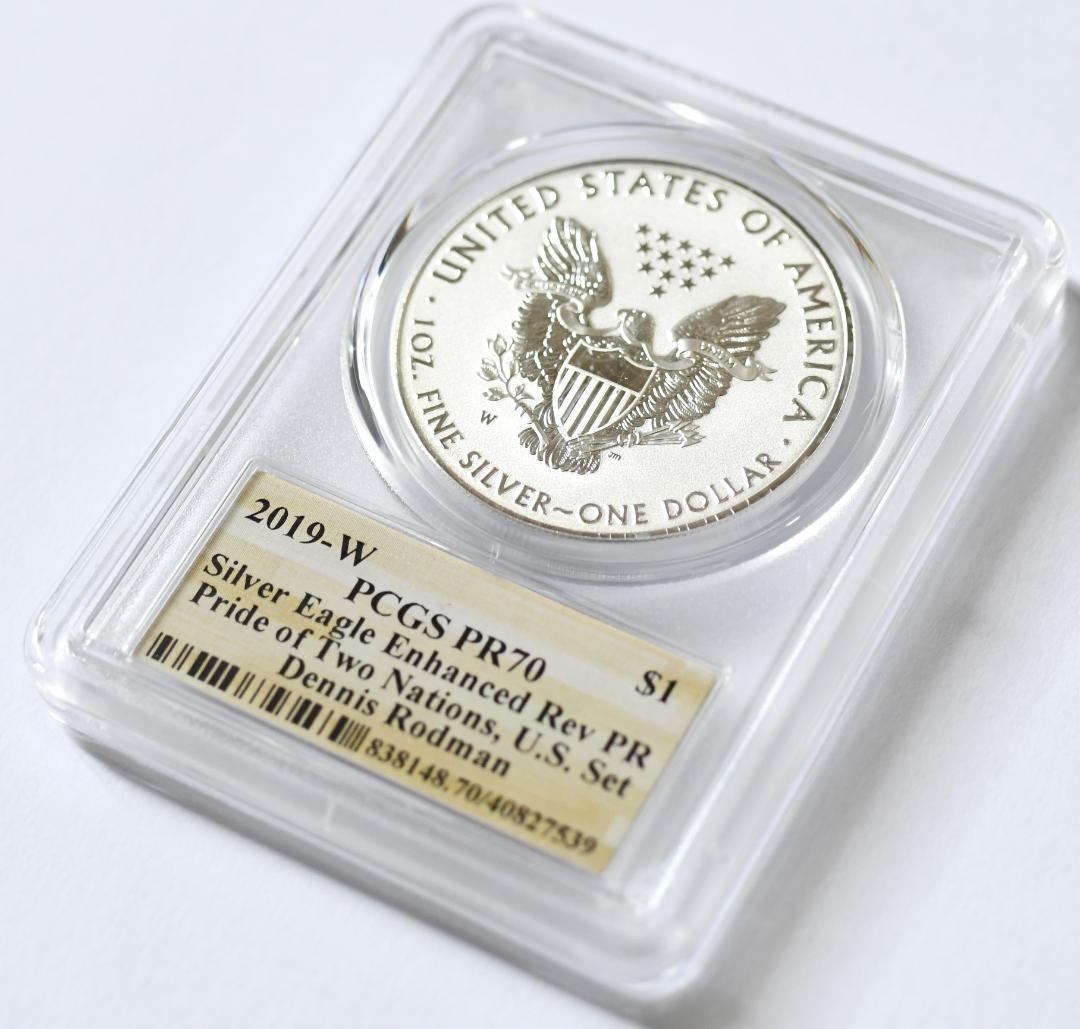 UNITED STATES OF AMERICA
1 OZ. FINE SILVER~ONE DOLLAR
W
JM
2019-W
PCGS PR70
$1
Silver Eagle Enhanced Rev PR
Pride of Two Nations, U.S. Set
Dennis Rodman
838148.70/40827539